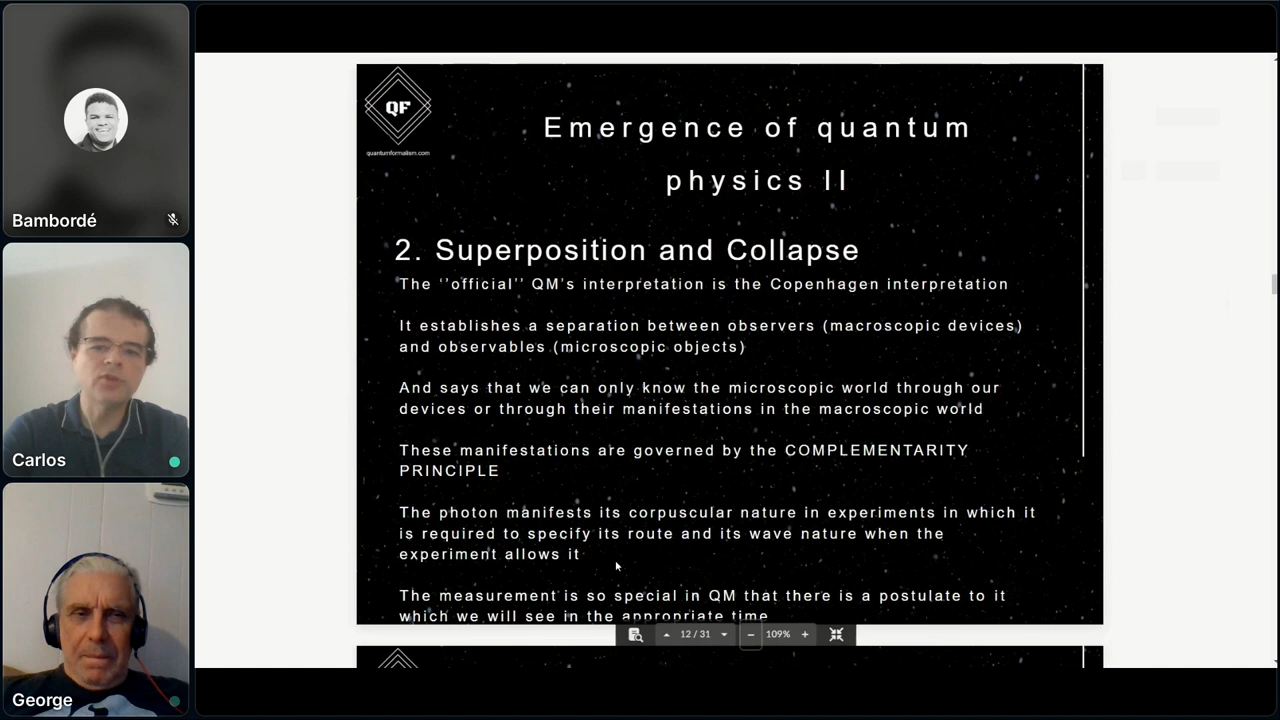 Bambordé
Carlos
George
QF
quantumformalism.com
Emergence of quantum
physics II
2. Superposition and Collapse
The ‘’official’’ QM’s interpretation is the Copenhagen interpretation
It establishes a separation between observers (macroscopic devices)
and observables (microscopic objects)
And says that we can only know the microscopic world through our
devices or through their manifestations in the macroscopic world
These manifestations are governed by the COMPLEMENTARITY
PRINCIPLE
The photon manifests its corpuscular nature in experiments in which it
is required to specify its route and its wave nature when the
experiment allows it
The measurement is so special in QM that there is a postulate to it
which we will see in the appropriate time
12 / 31
109%